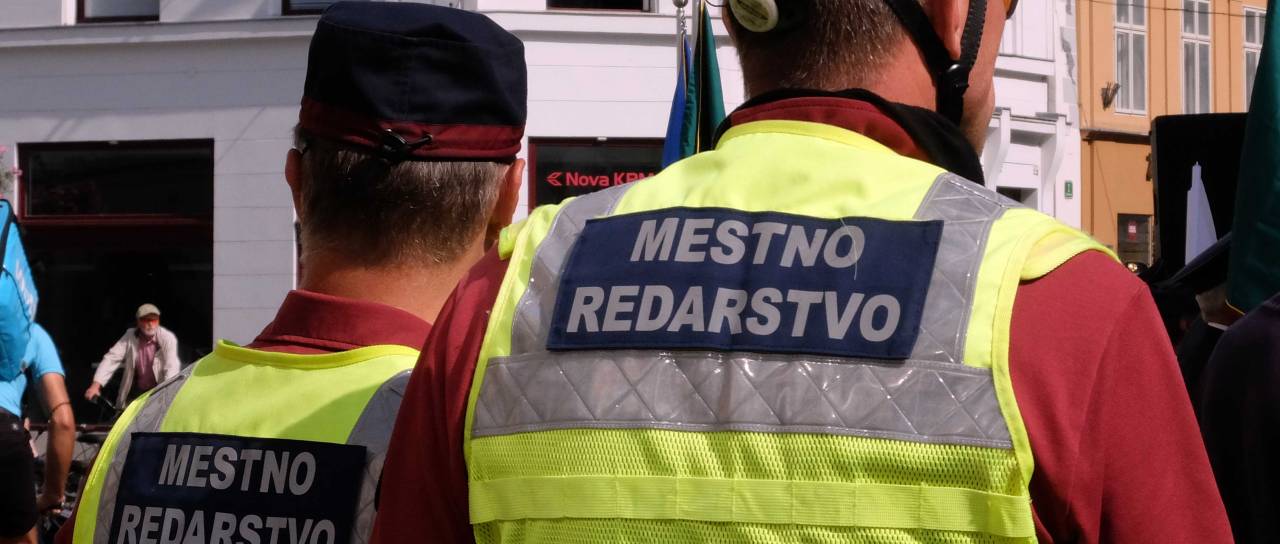 Nova KBM
MESTNO
REDARSTVO
MESTNO
REDARSTVO